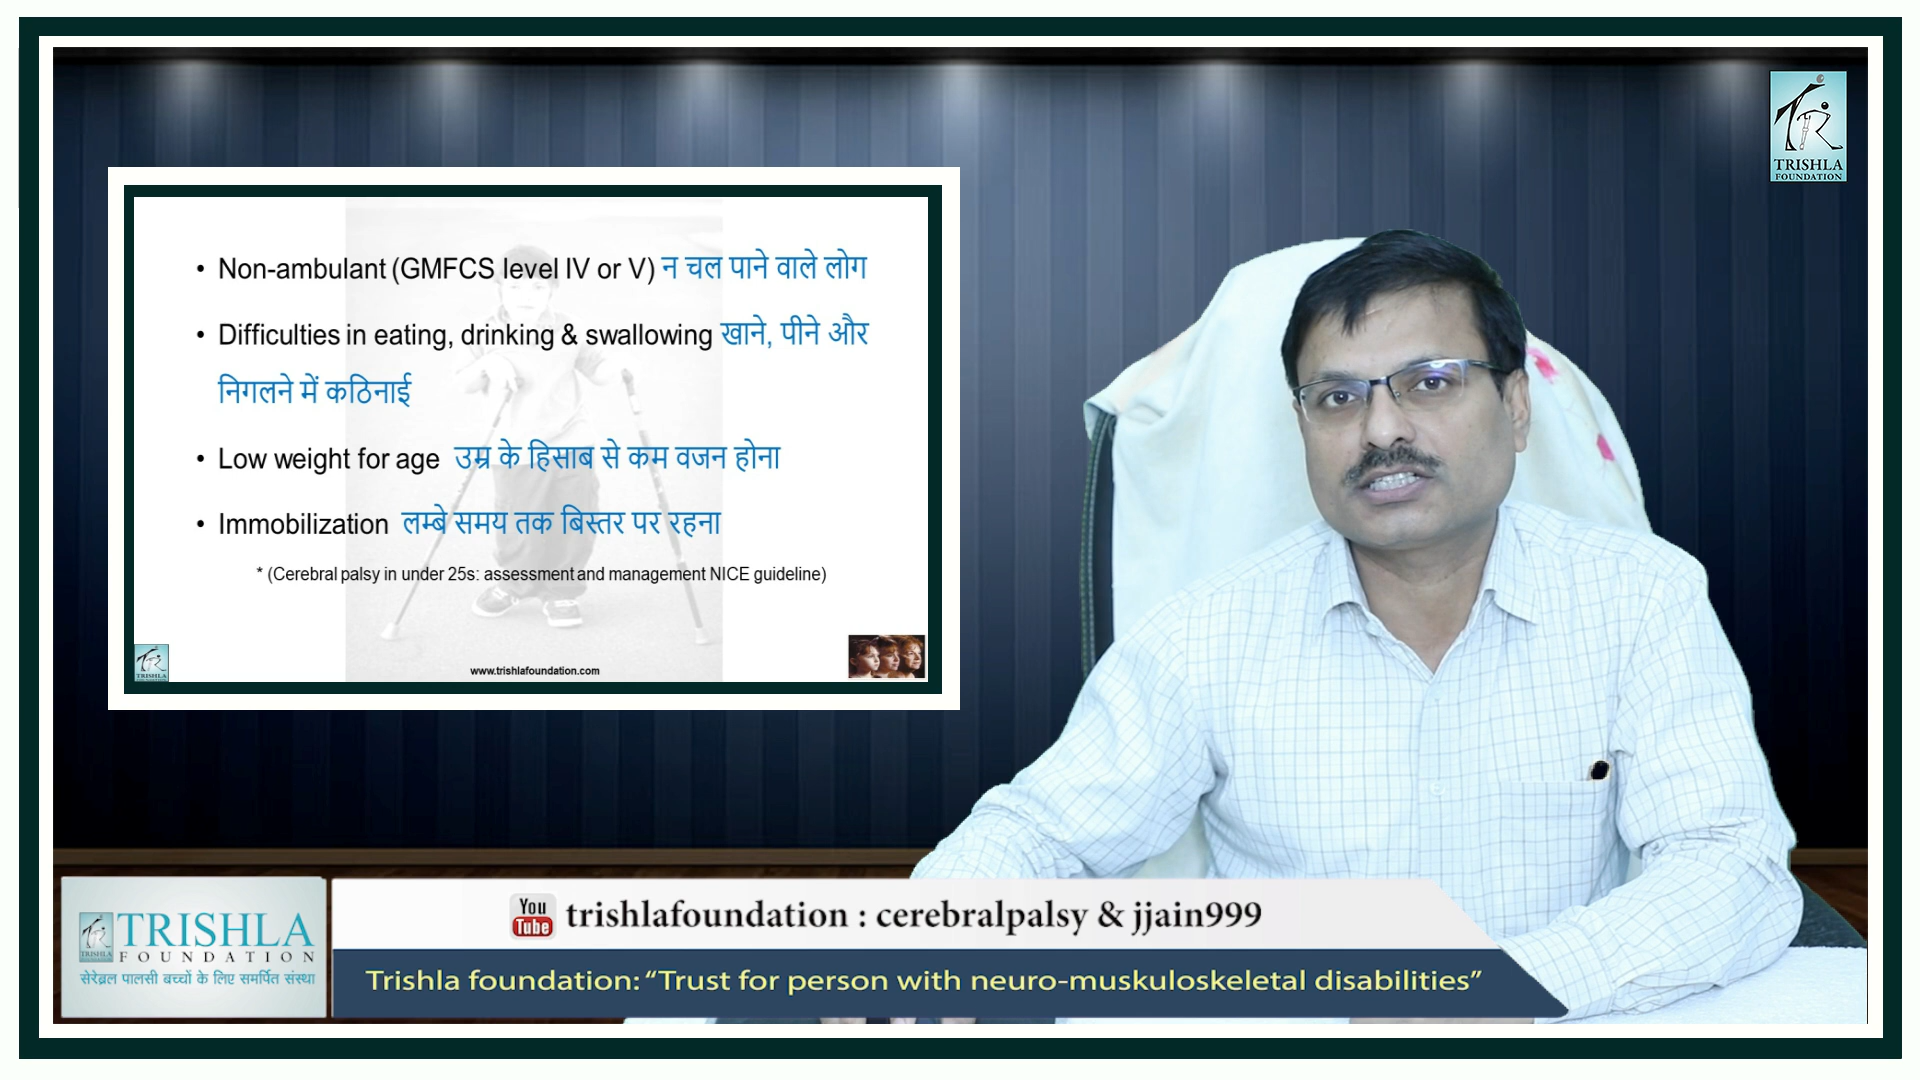 TRISHLA
FOUNDATION
• Non-ambulant (GMFCS level IV or V) न चल पाने वाले लोग
• Difficulties in eating, drinking & swallowing खाने, पीने और
निगलने में कठिनाई
• Low weight for age उम्र के हिसाब से कम वजन होना
• Immobilization लम्बे समय तक बिस्तर पर रहना
* (Cerebral palsy in under 25s: assessment and management NICE guideline)
TRISHLA
www.trishlafoundation.com
TRISHLA
TRISHLA
FOUNDATION
सेरेब्रल पालसी बच्चों के लिए समर्पित संस्था
You
Tube
trishlafoundation : cerebralpalsy & jjain999
Trishla foundation: “Trust for person with neuro-muskuloskeletal disabilities”